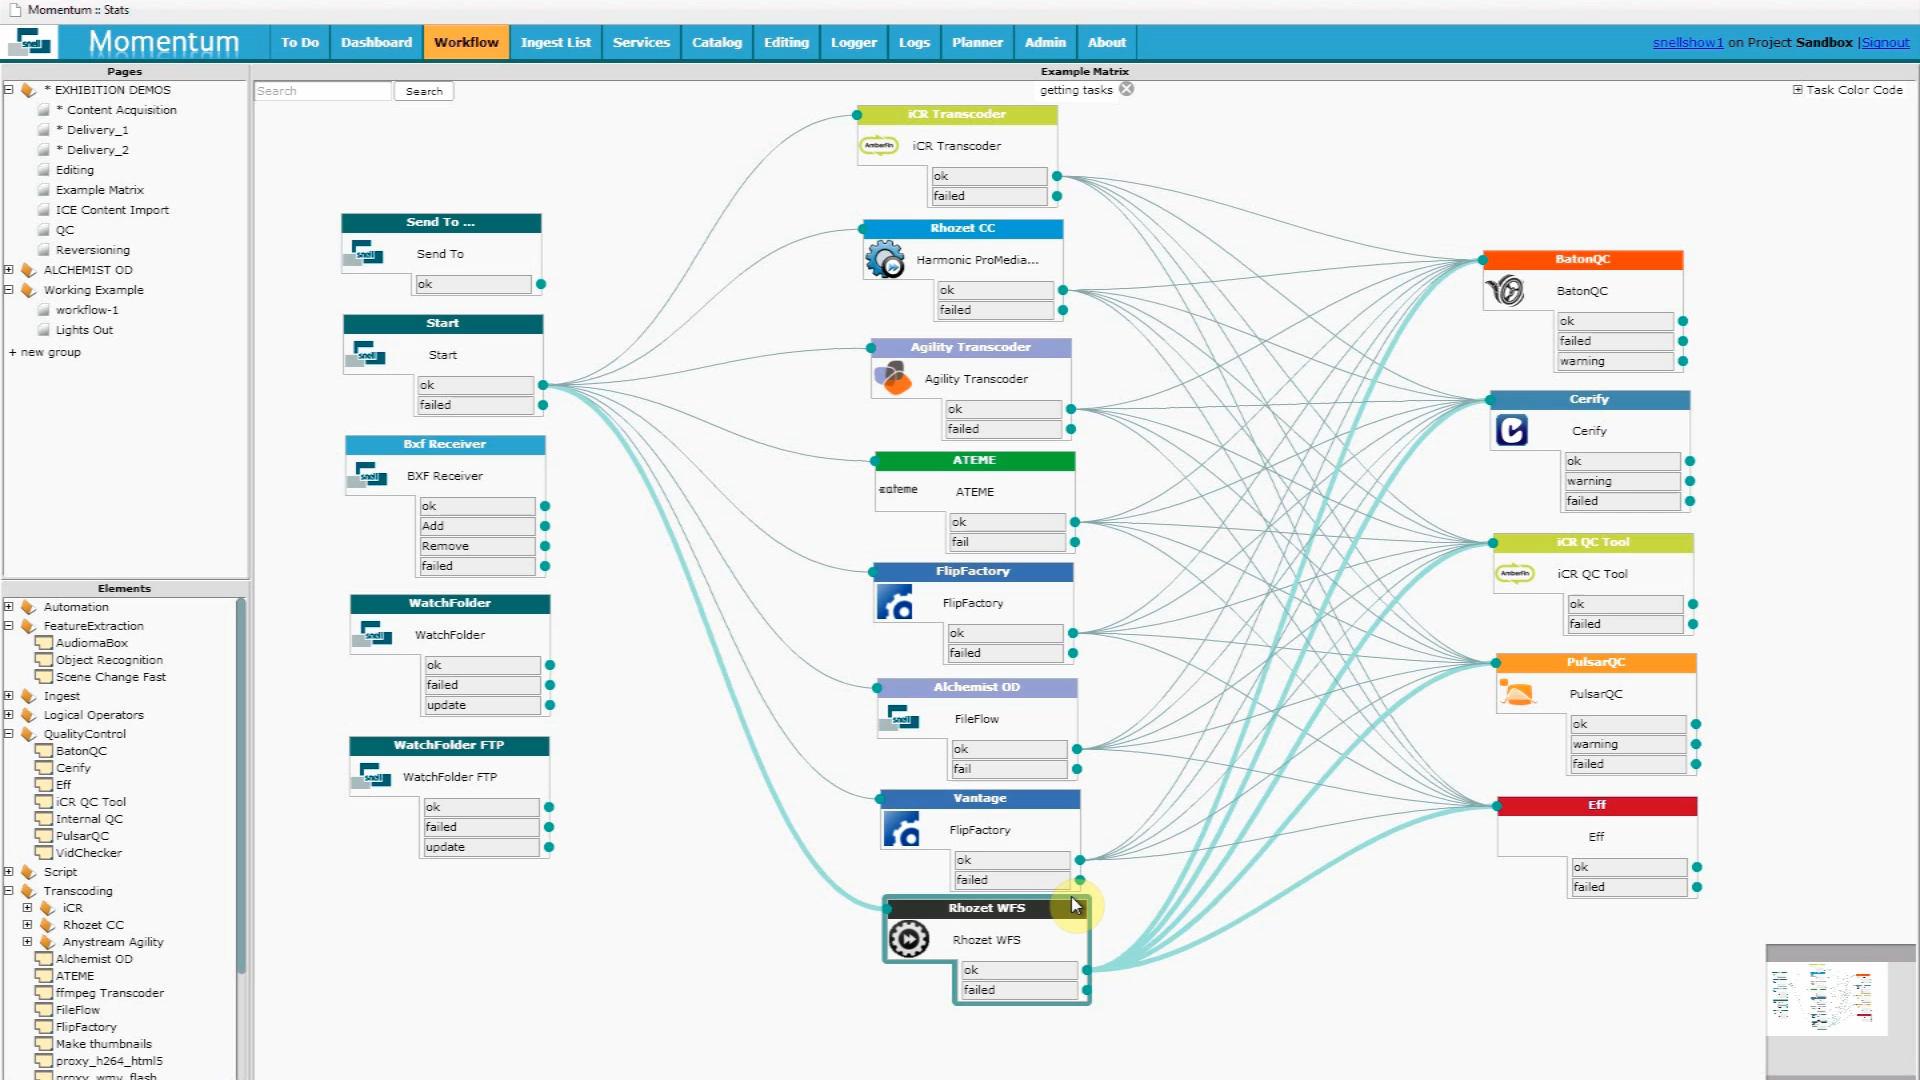 Momentum :: Stats
snell
Momentum
To Do
Dashboard
Workflow
Ingest List
Services
Catalog
Editing
Logger
Logs
Planner
Admin
About
snellshow1 on Project Sandbox |Signout
Pages
* EXHIBITION DEMOS
* Content Acquisition
* Delivery_1
* Delivery_2
Editing
Example Matrix
ICE Content Import
QC
Reversioning
ALCHEMIST OD
Working Example
workflow-1
Lights Out
+ new group
Elements
Automation
FeatureExtraction
AudiomaBox
Object Recognition
Scene Change Fast
Ingest
Logical Operators
QualityControl
BatonQC
Cerify
Eff
iCR QC Tool
Internal QC
PulsarQC
VidChecker
Script
Transcoding
iCR
Rhozet CC
Anystream Agility
Alchemist OD
ATEME
ffmpeg Transcoder
FileFlow
FlipFactory
Make thumbnails
proxy_h264_html5
proxy_wmv_flash
Example Matrix
Search
Search
getting tasks
Task Color Code
Send To ...
snell
Send To
ok
Start
snell
Start
ok
failed
Bxf Receiver
snell
BXF Receiver
ok
Add
Remove
failed
WatchFolder
snell
WatchFolder
ok
failed
update
WatchFolder FTP
snell
WatchFolder FTP
ok
failed
update
iCR Transcoder
AmberFin
iCR Transcoder
ok
failed
Rhozet CC
Harmonic ProMedia...
ok
failed
Agility Transcoder
Agility Transcoder
ok
failed
ATEME
ateme
ATEME
ok
fail
FlipFactory
FlipFactory
ok
failed
Alchemist OD
snell
FileFlow
ok
fail
Vantage
FlipFactory
ok
failed
Rhozet WFS
Rhozet WFS
ok
failed
BatonQC
BatonQC
ok
failed
warning
Cerify
C
Cerify
ok
warning
failed
iCR QC Tool
AmberFin
iCR QC Tool
ok
failed
PulsarQC
PulsarQC
ok
warning
failed
Eff
Eff
ok
failed